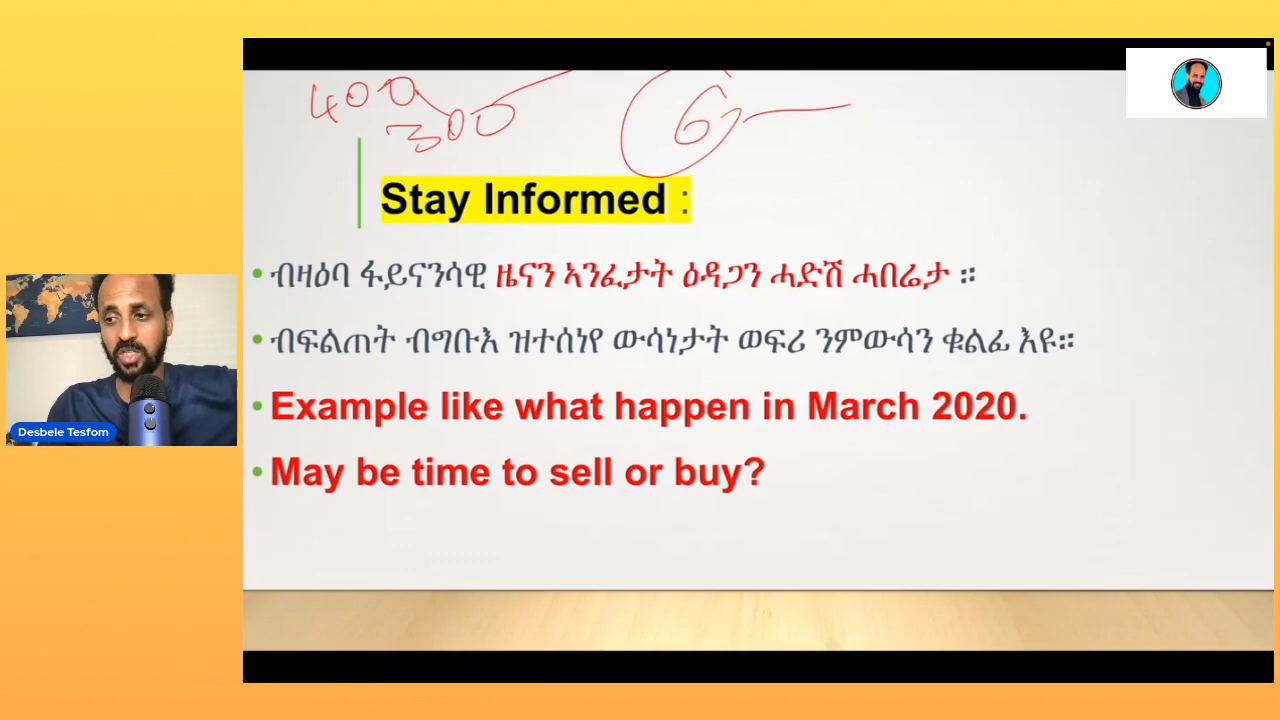 400
300
6
Stay Informed :
• ብዛዕባ ፋይናንሳዊ ዜናን ኣንፈታት ዕዳጋን ሓድሽ ሓበሬታ ።
• ብፍልጠት ብግቡእ ዝተሰነየ ውሳነታት ወፍሪ ንምውሳን ቁልፊ እዩ።
• Example like what happen in March 2020.
• May be time to sell or buy?
Desbele Tesfom